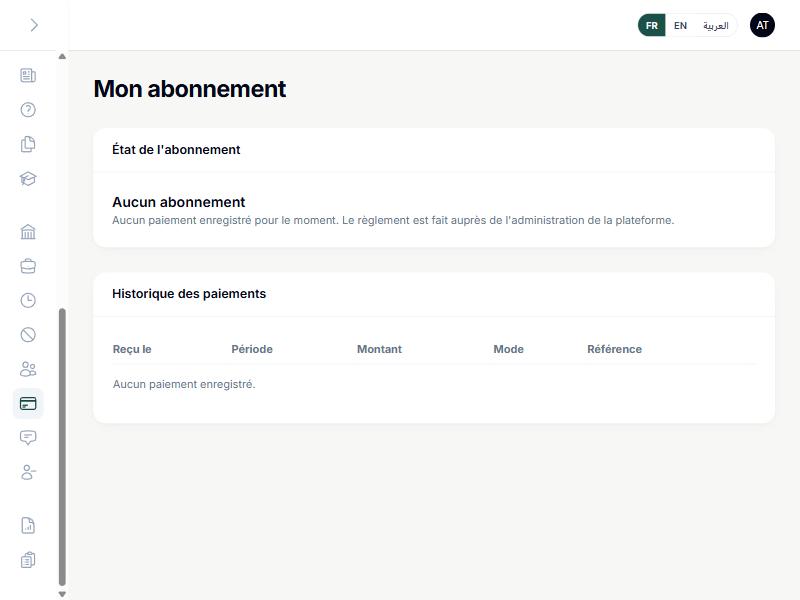 FR EN العربية AT
Mon abonnement
État de l'abonnement
Aucun abonnement
Aucun paiement enregistré pour le moment. Le règlement est fait auprès de l'administration de la plateforme.
Historique des paiements
Reçu le Période Montant Mode Référence
Aucun paiement enregistré.